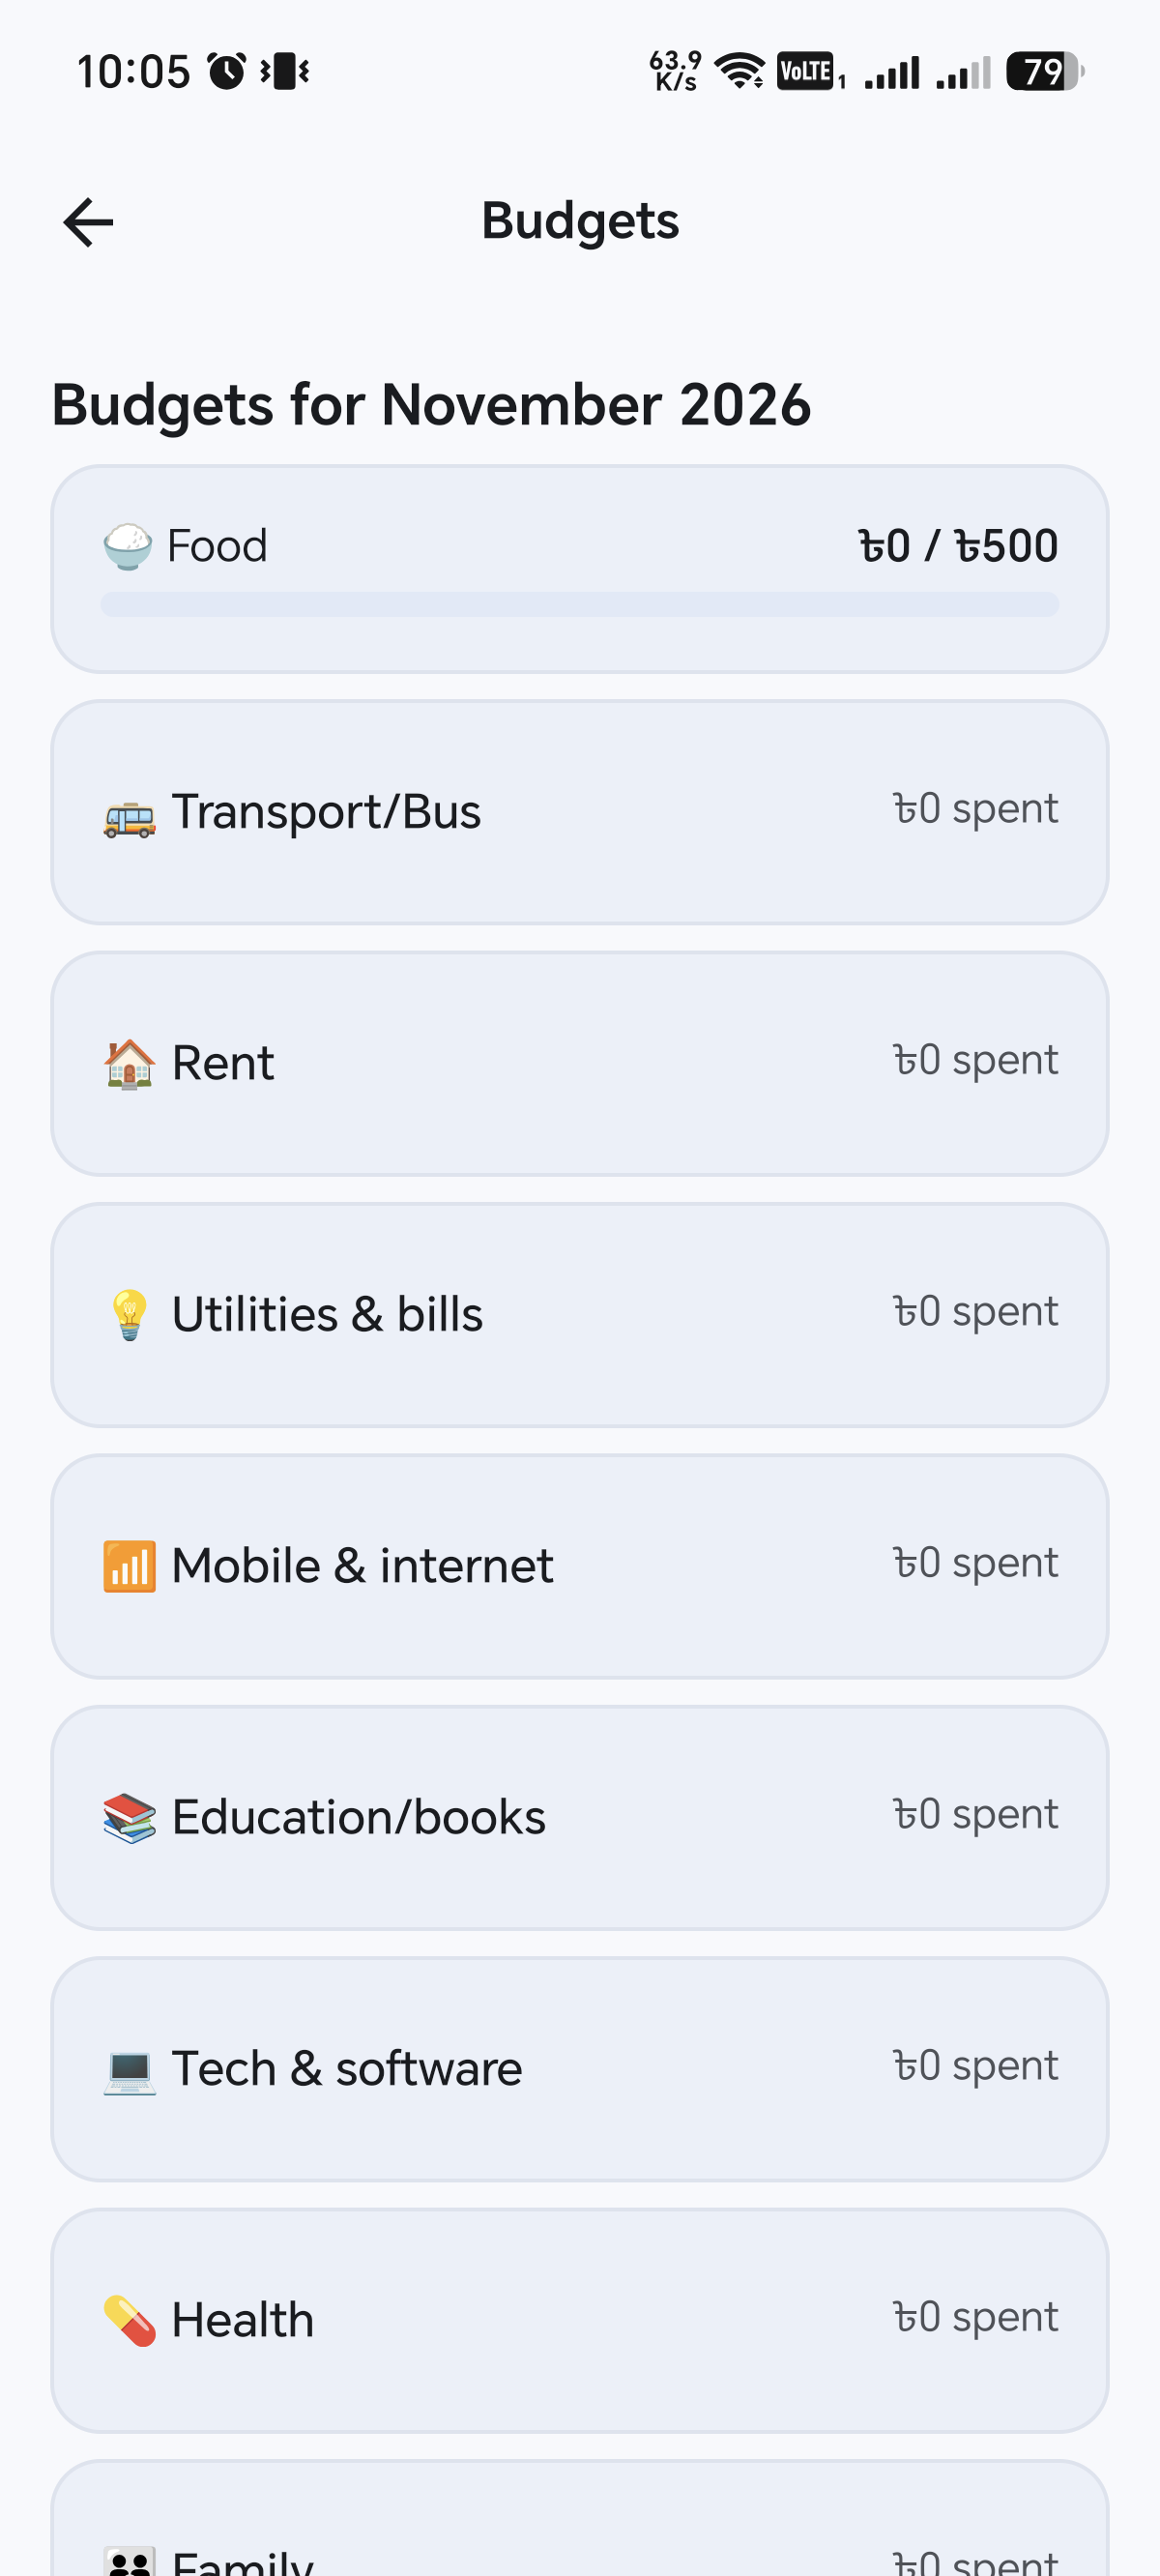 10:05
63.9
K/s
VoLTE 1
79
Budgets
Budgets for November 2026
Food
৳0 / ৳500
Transport/Bus
৳0 spent
Rent
৳0 spent
Utilities & bills
৳0 spent
Mobile & internet
৳0 spent
Education/books
৳0 spent
Tech & software
৳0 spent
Health
৳0 spent
Family
৳0 spent